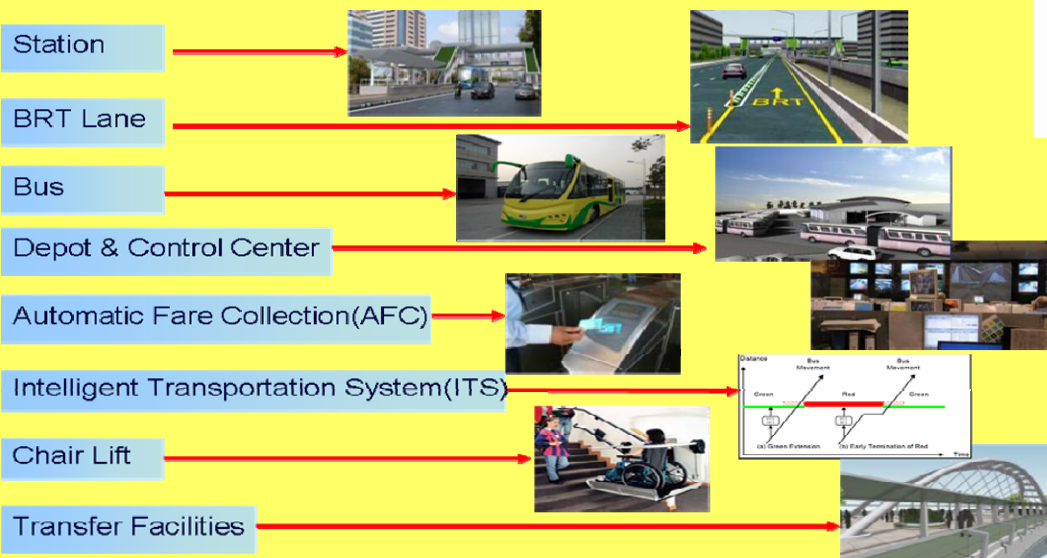 Station
BRT Lane
BRT
Bus
Depot & Control Center
Automatic Fare Collection(AFC)
Intelligent Transportation System(ITS)
Distance
Bus
Movement
Bus
Movement
Green
Red
Green
(a) Green Extension
(b) Early Termination of Red
Time
Chair Lift
Transfer Facilities